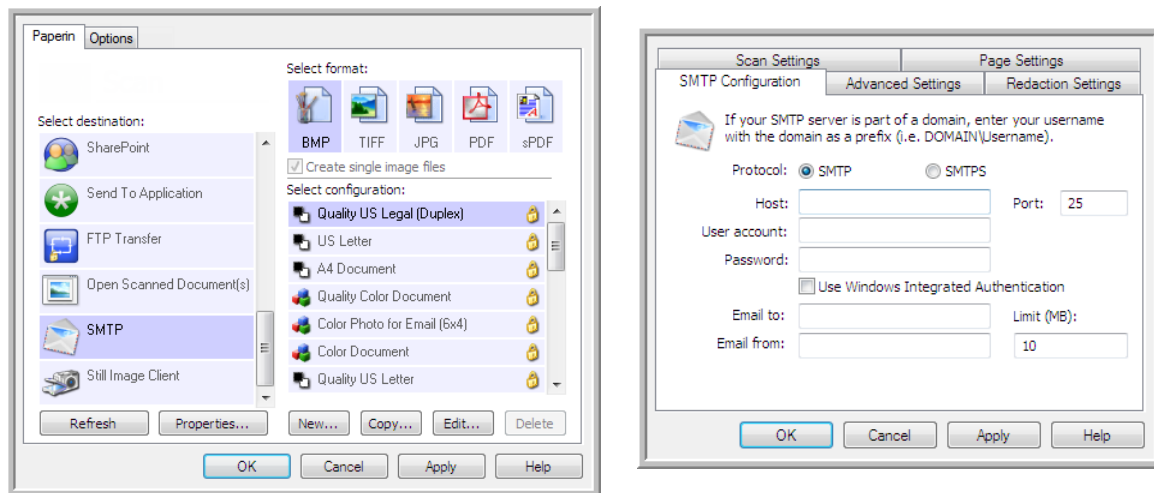 Paperin Options
Select format:
Select destination:
BMP TIFF JPG PDF sPDF
SharePoint
Create single image files
Send To Application
Select configuration:
Quality US Legal (Duplex)
FTP Transfer
US Letter
A4 Document
Open Scanned Document(s)
Quality Color Document
SMTP
Color Photo for Email (6x4)
Color Document
Still Image Client
Quality US Letter
Refresh Properties... New... Copy... Edit... Delete
OK Cancel Apply Help
Scan Settings Page Settings
SMTP Configuration Advanced Settings Redaction Settings
If your SMTP server is part of a domain, enter your username
with the domain as a prefix (i.e. DOMAIN\Username).
Protocol: SMTP SMTPS
Host: Port: 25
User account:
Password:
Use Windows Integrated Authentication
Email to: Limit (MB):
Email from: 10
OK Cancel Apply Help